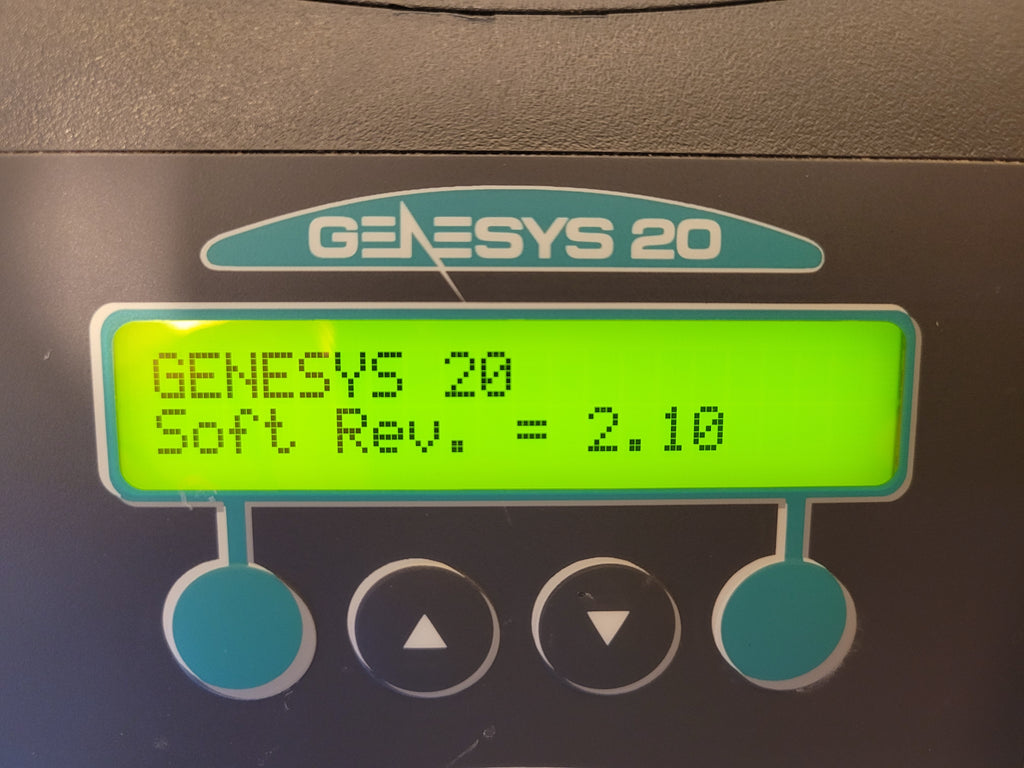 GENESYS 20
GENESYS 20
Soft Rev. = 2.10